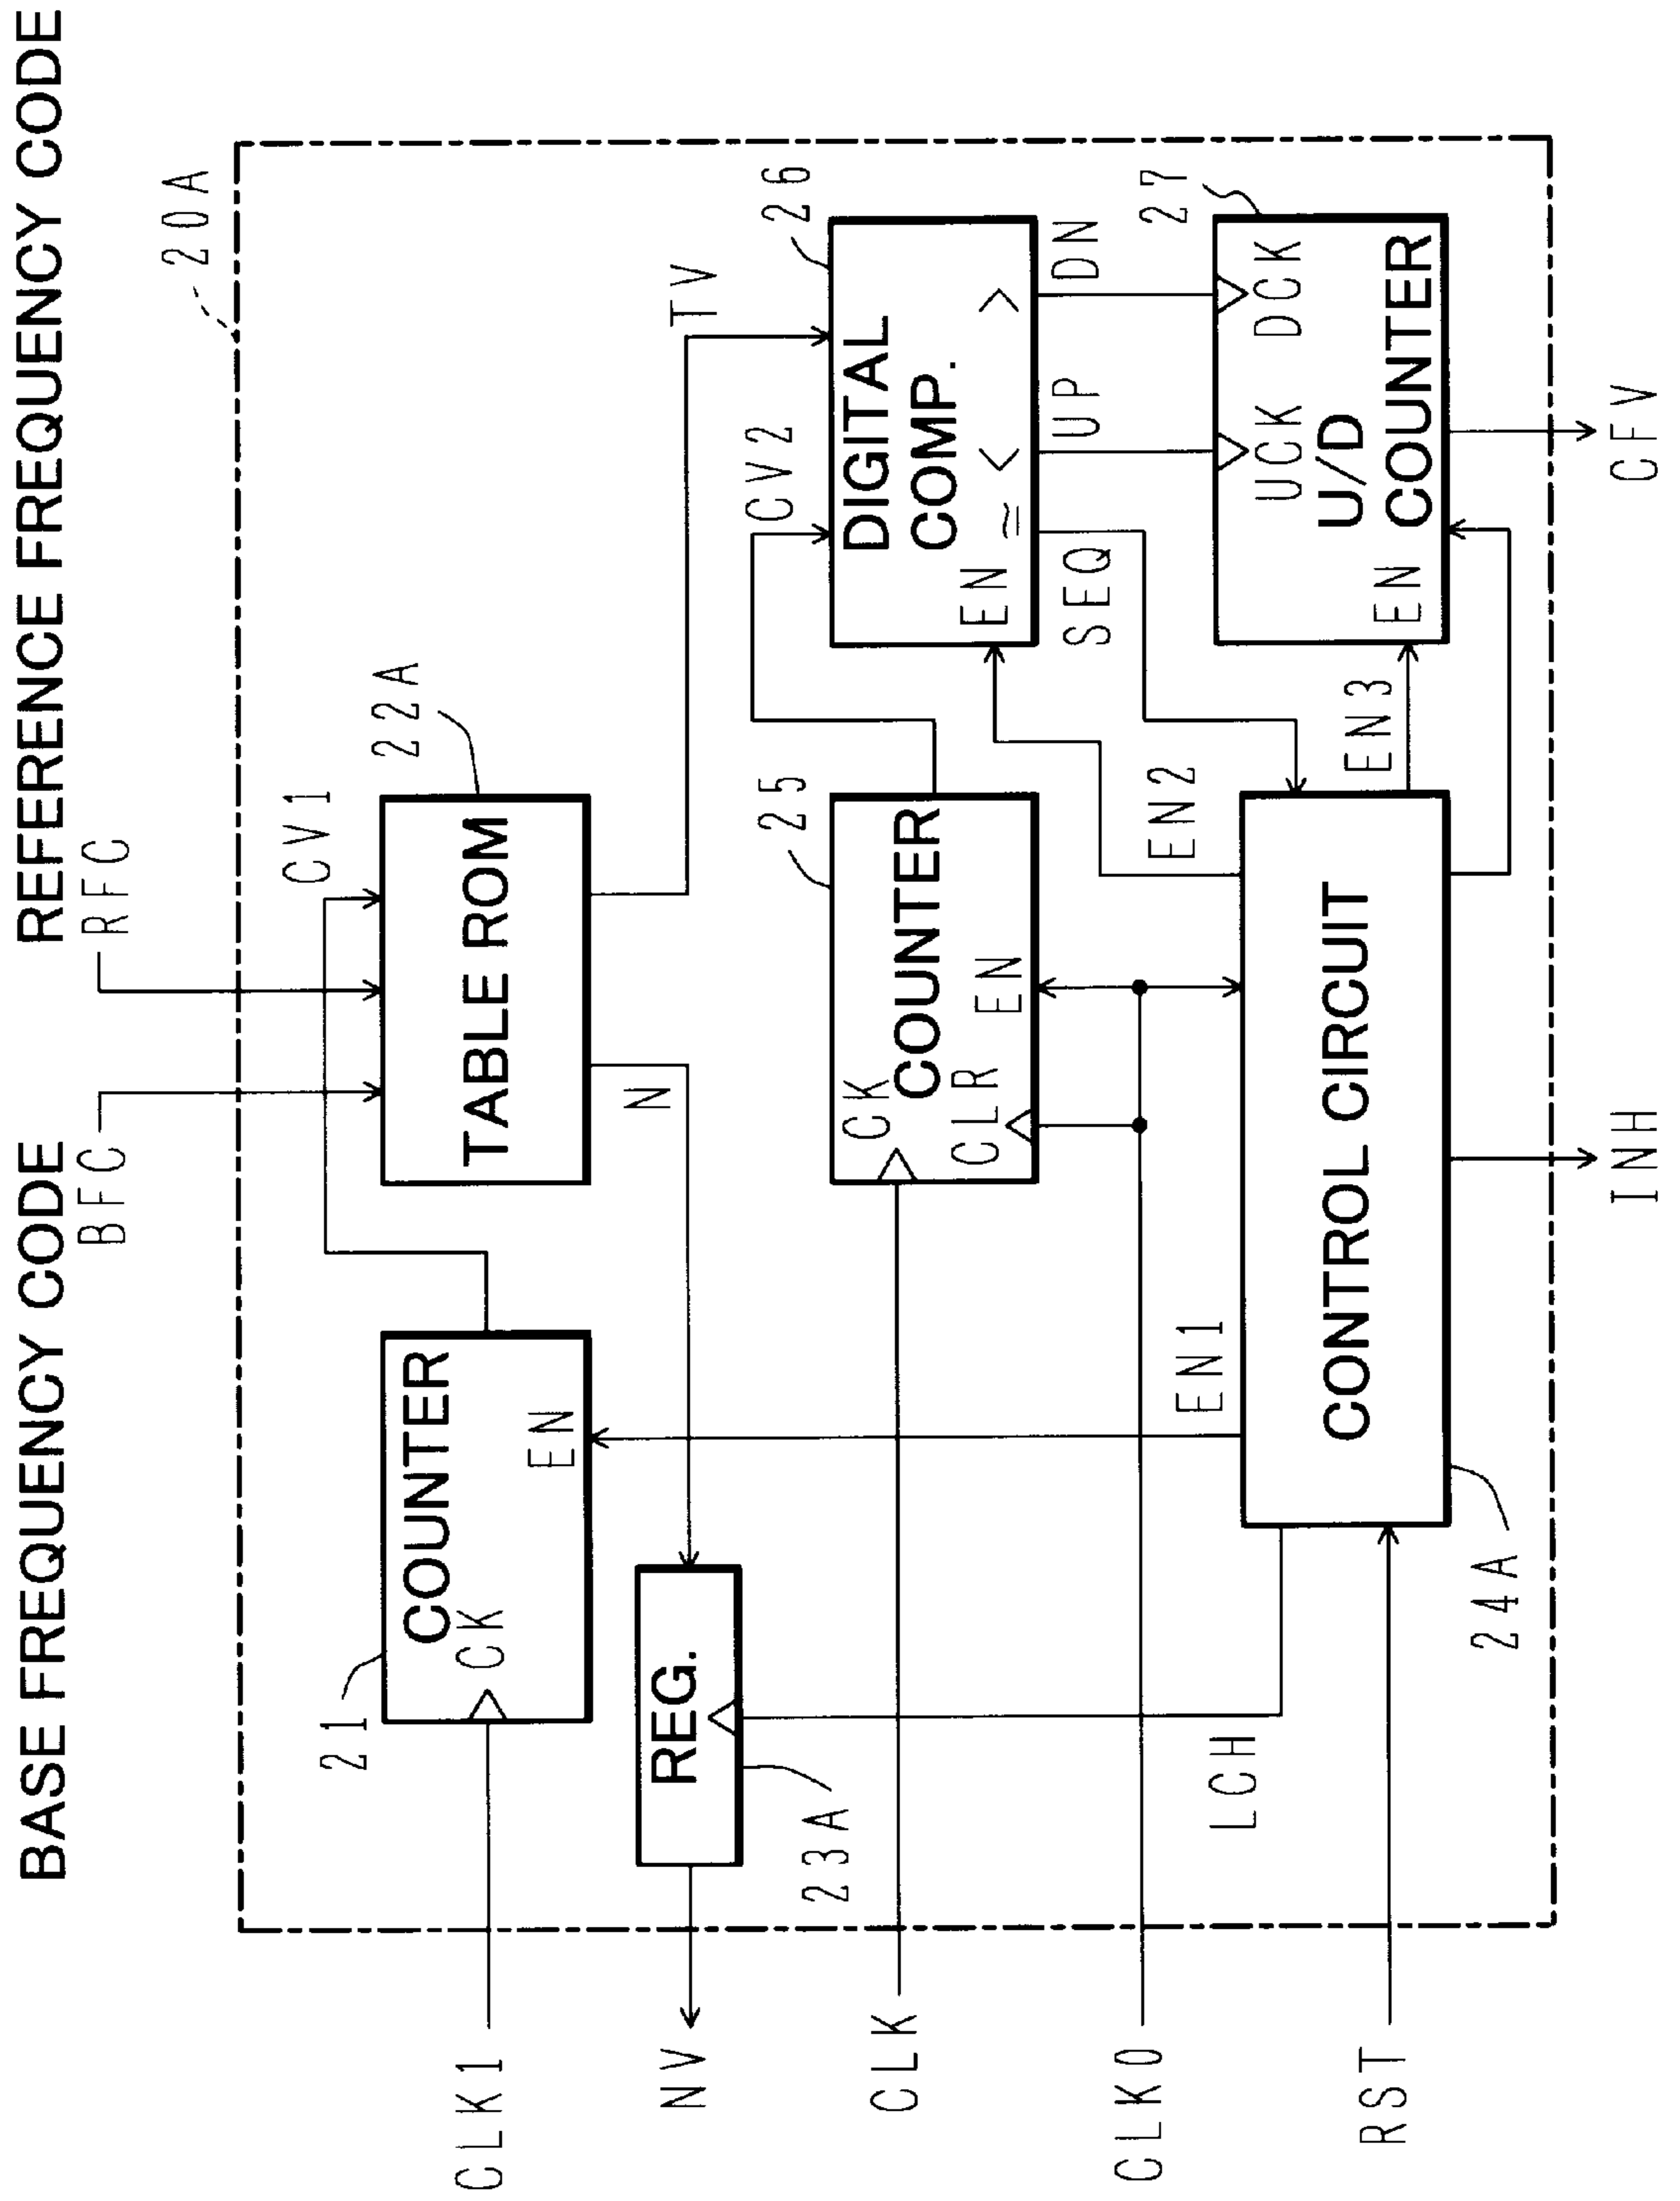 BASE FREQUENCY CODE
REFERENCE FREQUENCY CODE
BFC
RFC
20A
CV1
21
COUNTER
CK
EN
22A
TABLE ROM
CLK1
N
TV
REG.
NV
23A
CV2
26
25
CK
COUNTER
CLR
EN
DIGITAL
COMP.
EN
≃
<
>
CLK
SEQ
UP
DN
27
CLK0
EN1
EN2
LCH
UCK
DCK
U/D
COUNTER
EN
EN3
CONTROL CIRCUIT
RST
24A
INH
CFV